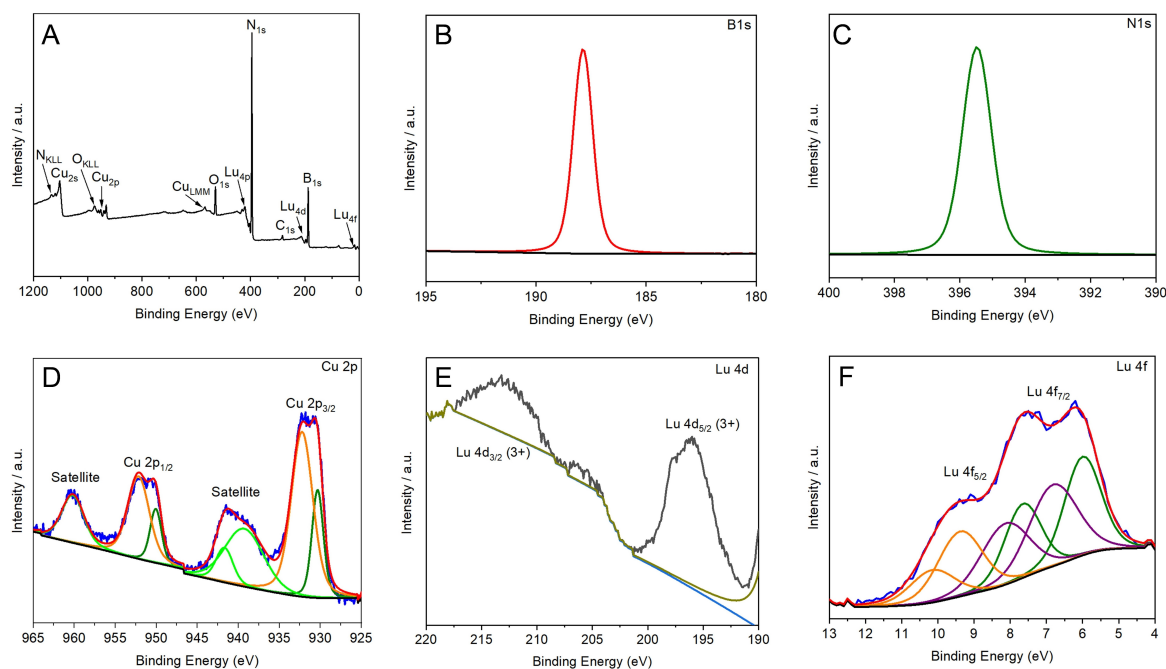 A
N1s
NKLL
OKLL
Cu2s
Cu2p
CuLMM
O1s
Lu4p
B1s
Lu4d
C1s
Lu4f
Intensity / a.u.
1200 1000 800 600 400 200 0
Binding Energy (eV)
B
B1s
Intensity / a.u.
195 190 185 180
Binding Energy (eV)
C
N1s
Intensity / a.u.
400 398 396 394 392 390
Binding Energy (eV)
D
Cu 2p
Cu 2p3/2
Cu 2p1/2
Satellite
Satellite
Intensity / a.u.
965 960 955 950 945 940 935 930 925
Binding Energy (eV)
E
Lu 4d
Lu 4d5/2 (3+)
Lu 4d3/2 (3+)
Intensity / a.u.
220 215 210 205 200 195 190
Binding Energy (eV)
F
Lu 4f
Lu 4f7/2
Lu 4f5/2
Intensity / a.u.
13 12 11 10 9 8 7 6 5 4
Binding Energy (eV)